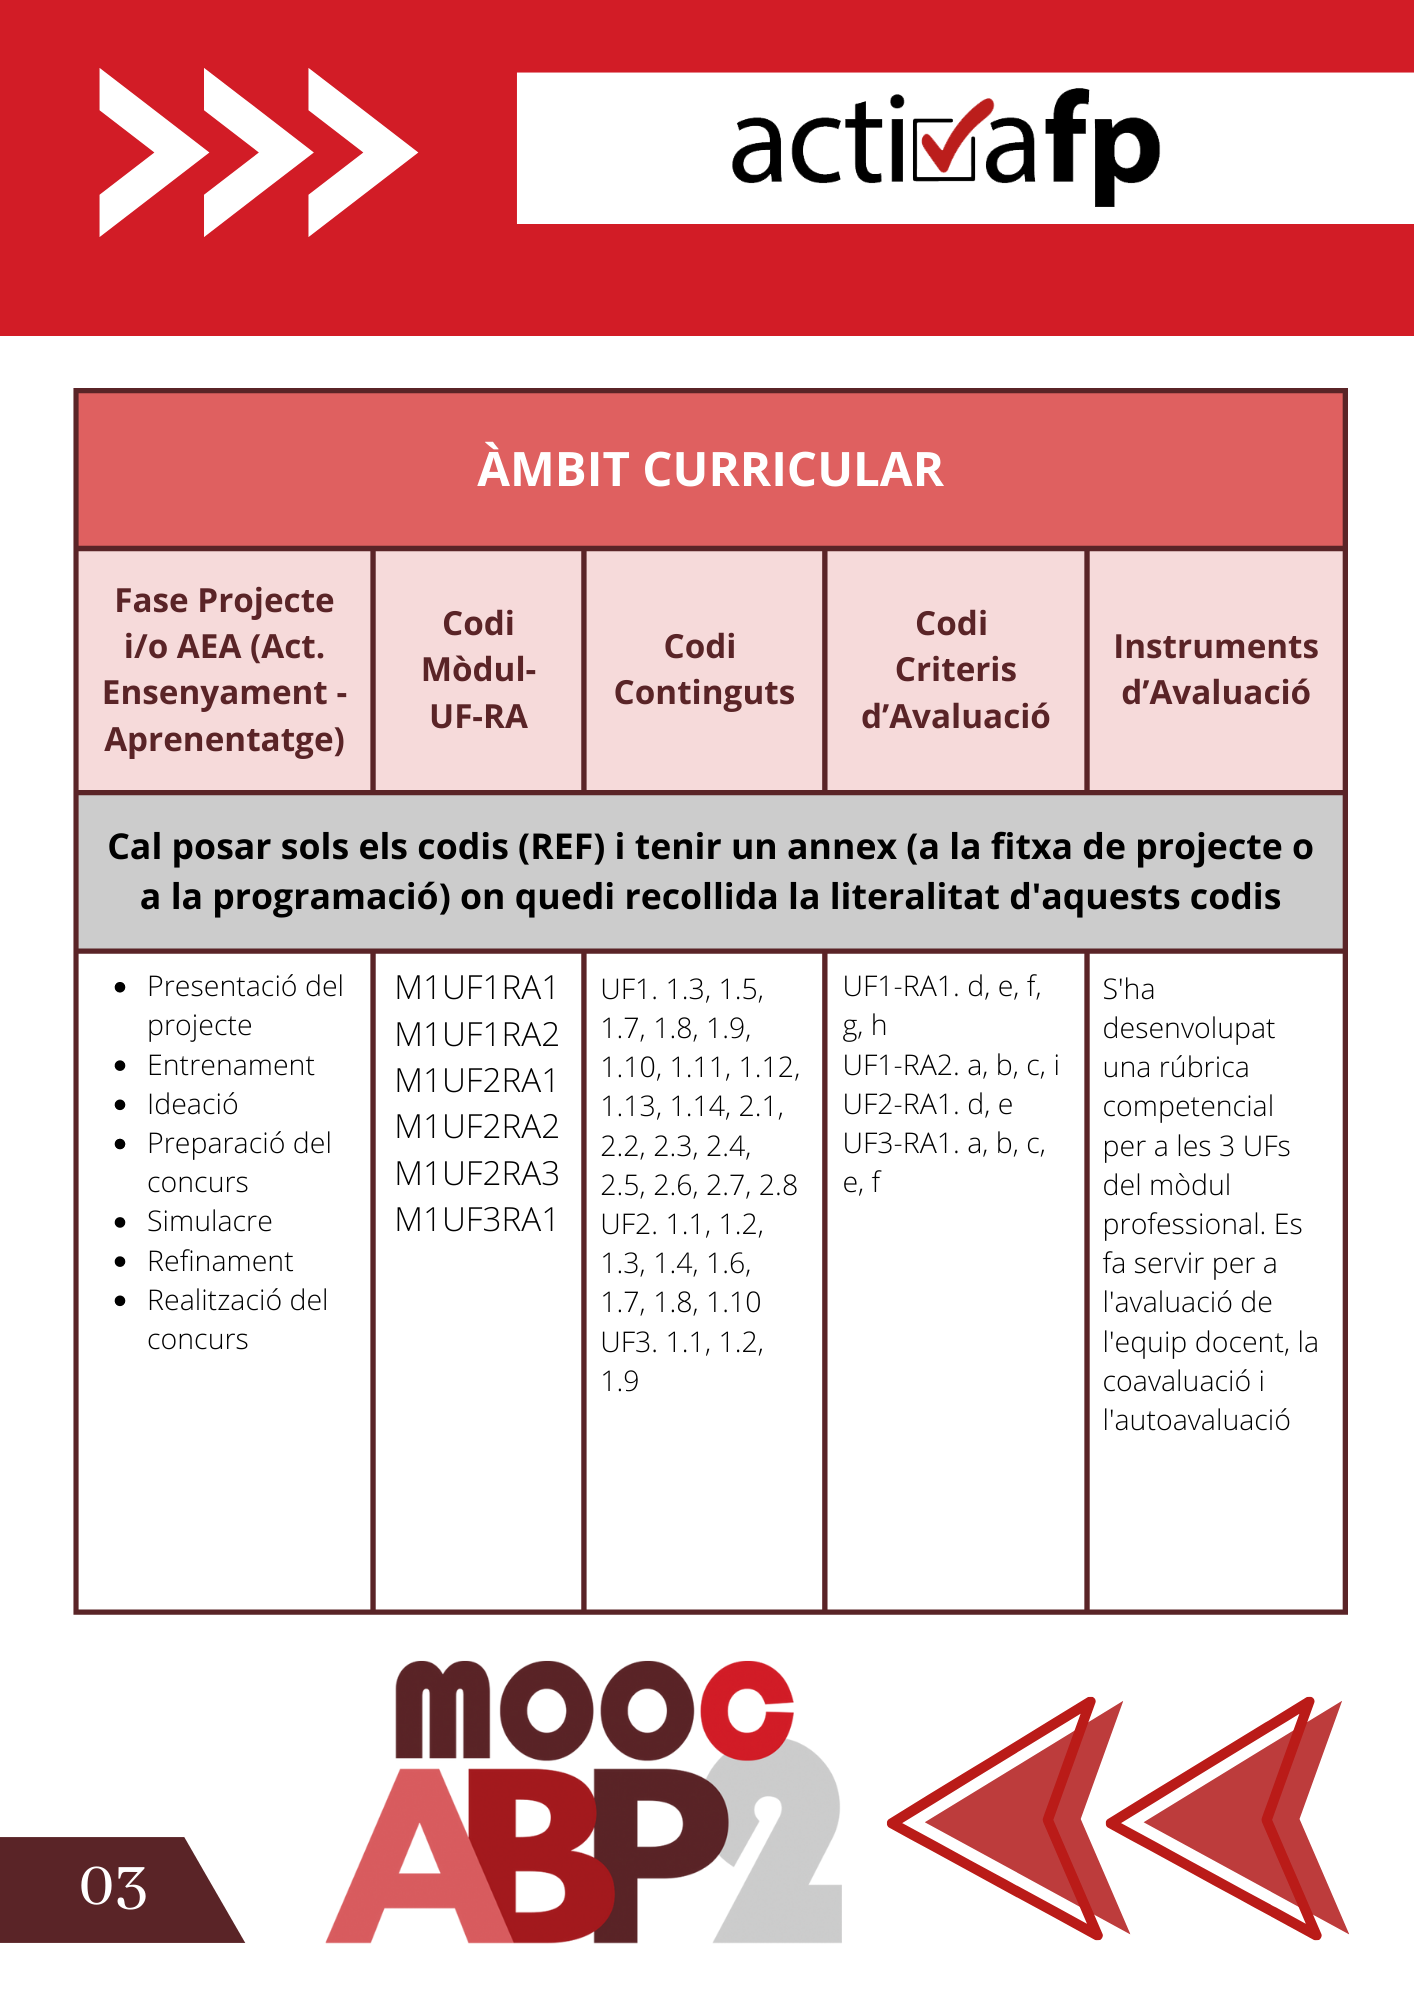 activafp
ÀMBIT CURRICULAR
Fase Projecte
i/o AEA (Act.
Ensenyament -
Aprenentatge)
Codi
Mòdul-
UF-RA
Codi
Continguts
Codi
Criteris
d’Avaluació
Instruments
d’Avaluació
Cal posar sols els codis (REF) i tenir un annex (a la fitxa de projecte o
a la programació) on quedi recollida la literalitat d'aquests codis
• Presentació del
projecte
• Entrenament
• Ideació
• Preparació del
concurs
• Simulacre
• Refinament
• Realització del
concurs
M1UF1RA1
M1UF1RA2
M1UF2RA1
M1UF2RA2
M1UF2RA3
M1UF3RA1
UF1. 1.3, 1.5,
1.7, 1.8, 1.9,
1.10, 1.11, 1.12,
1.13, 1.14, 2.1,
2.2, 2.3, 2.4,
2.5, 2.6, 2.7, 2.8
UF2. 1.1, 1.2,
1.3, 1.4, 1.6,
1.7, 1.8, 1.10
UF3. 1.1, 1.2,
1.9
UF1-RA1. d, e, f,
g, h
UF1-RA2. a, b, c, i
UF2-RA1. d, e
UF3-RA1. a, b, c,
e, f
S'ha
desenvolupat
una rúbrica
competencial
per a les 3 UFs
del mòdul
professional. Es
fa servir per a
l'avaluació de
l'equip docent, la
coavaluació i
l'autoavaluació
MOOC
ABP2
03